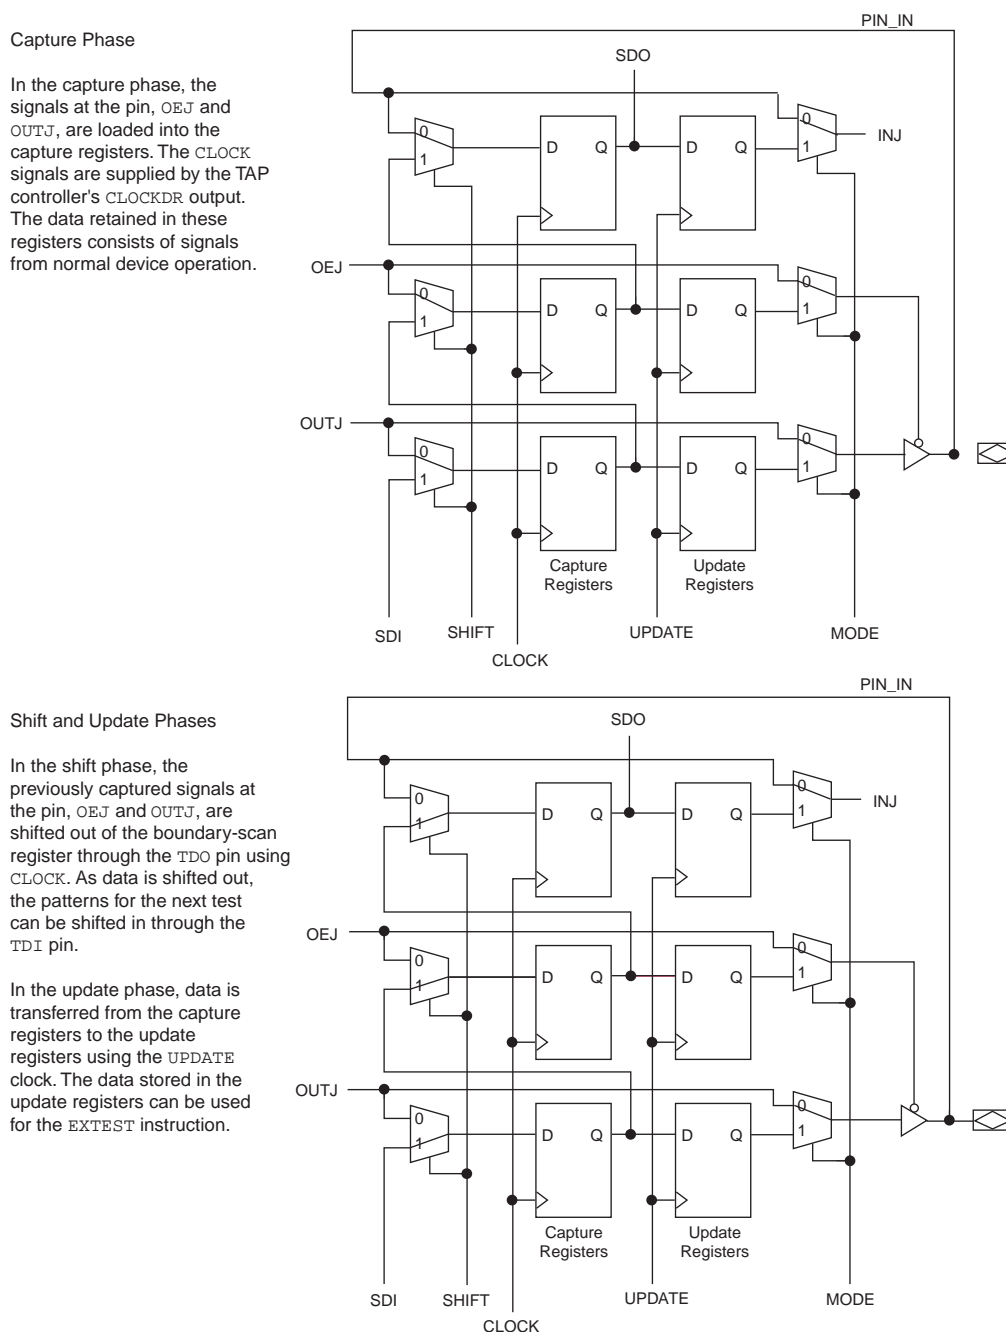 Capture Phase
In the capture phase, the
signals at the pin, OEJ and
OUTJ, are loaded into the
capture registers. The CLOCK
signals are supplied by the TAP
controller's CLOCKDR output.
The data retained in these
registers consists of signals
from normal device operation.
PIN_IN
SDO
0
1
D Q
D Q
0
1
INJ
OEJ
0
1
D Q
D Q
0
1
OUTJ
0
1
D Q
D Q
0
1
Capture
Registers
Update
Registers
SDI
SHIFT
CLOCK
UPDATE
MODE
Shift and Update Phases
In the shift phase, the
previously captured signals at
the pin, OEJ and OUTJ, are
shifted out of the boundary-scan
register through the TDO pin using
CLOCK. As data is shifted out,
the patterns for the next test
can be shifted in through the
TDI pin.
In the update phase, data is
transferred from the capture
registers to the update
registers using the UPDATE
clock. The data stored in the
update registers can be used
for the EXTEST instruction.
PIN_IN
SDO
0
1
D Q
D Q
0
1
INJ
OEJ
0
1
D Q
D Q
0
1
OUTJ
0
1
D Q
D Q
0
1
Capture
Registers
Update
Registers
SDI
SHIFT
CLOCK
UPDATE
MODE